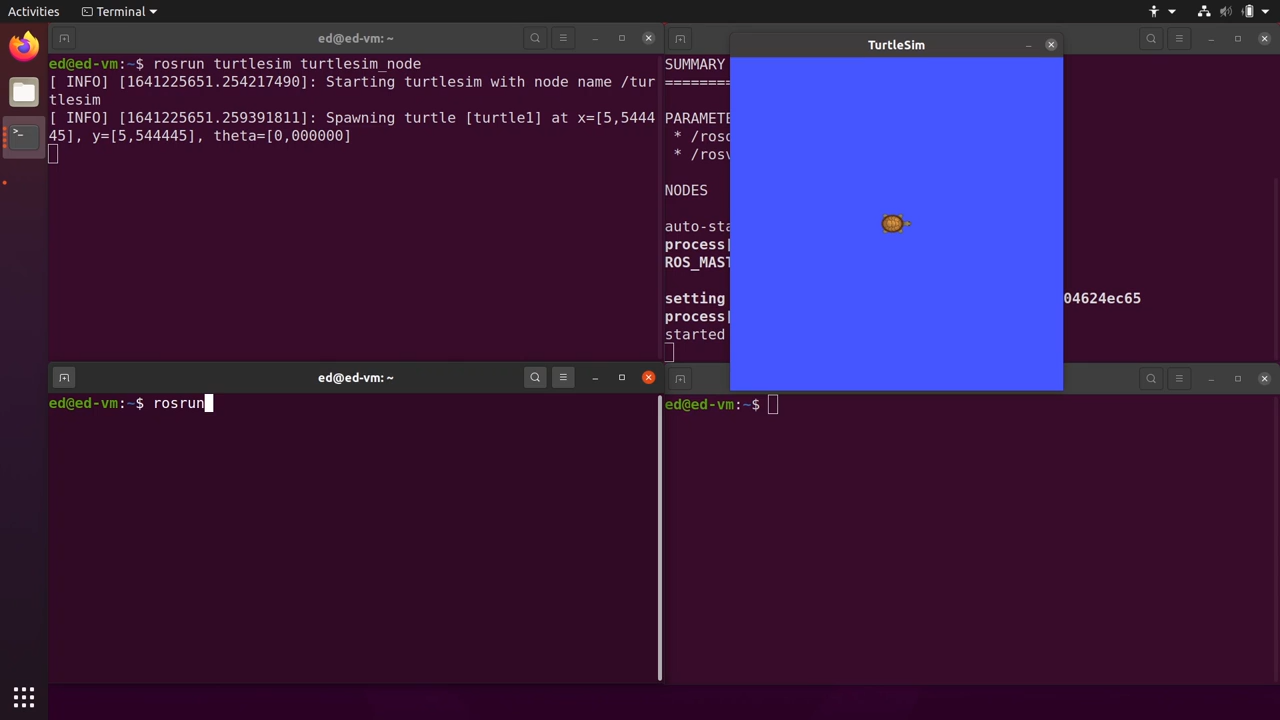 Activities
Terminal
ed@ed-vm: ~
ed@ed-vm:~$ rosrun turtlesim turtlesim_node
[ INFO] [1641225651.254217490]: Starting turtlesim with node name /tur
tlesim
[ INFO] [1641225651.259391811]: Spawning turtle [turtle1] at x=[5,5444
45], y=[5,544445], theta=[0,000000]
SUMMARY
========
PARAMETE
* /rosd
* /rosv
NODES
auto-sta
process[
ROS_MAST
setting 04624ec65
process[
started
TurtleSim
ed@ed-vm: ~
ed@ed-vm:~$ rosrun
ed@ed-vm:~$